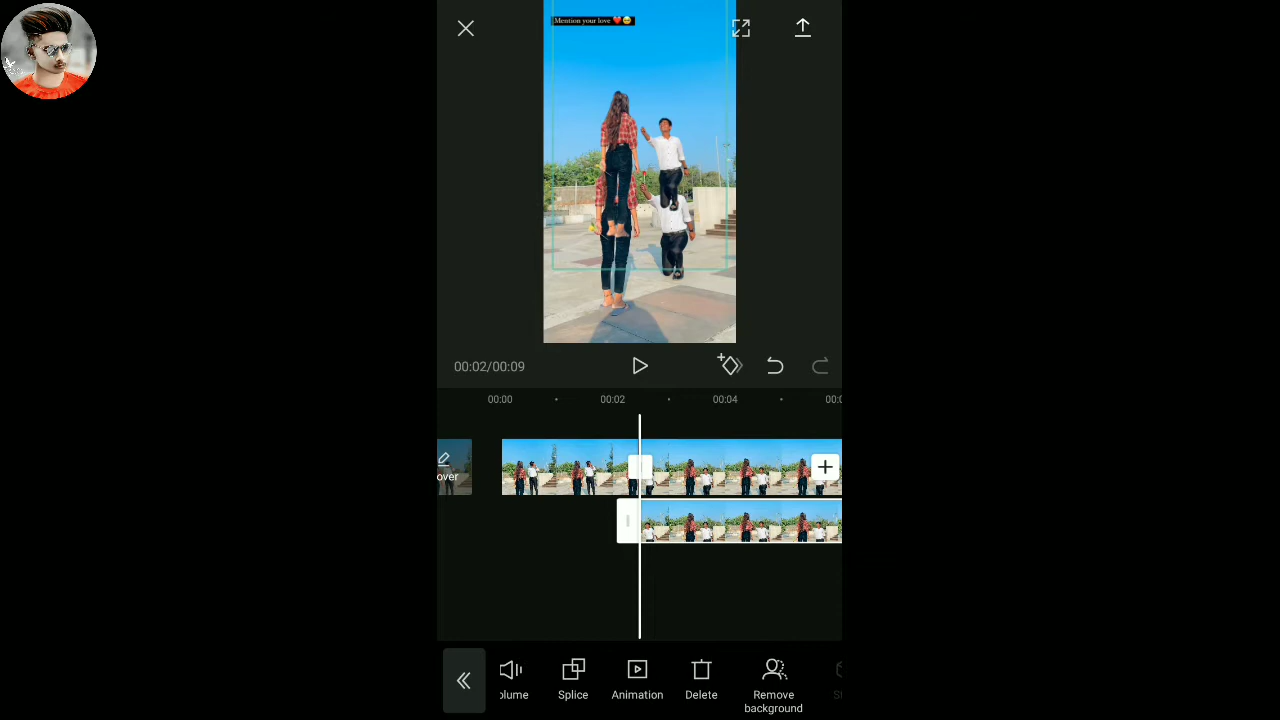 Mention your love ❤️🥺
00:02/00:09
00:00
00:02
00:04
over
olume
Splice
Animation
Delete
Remove
background